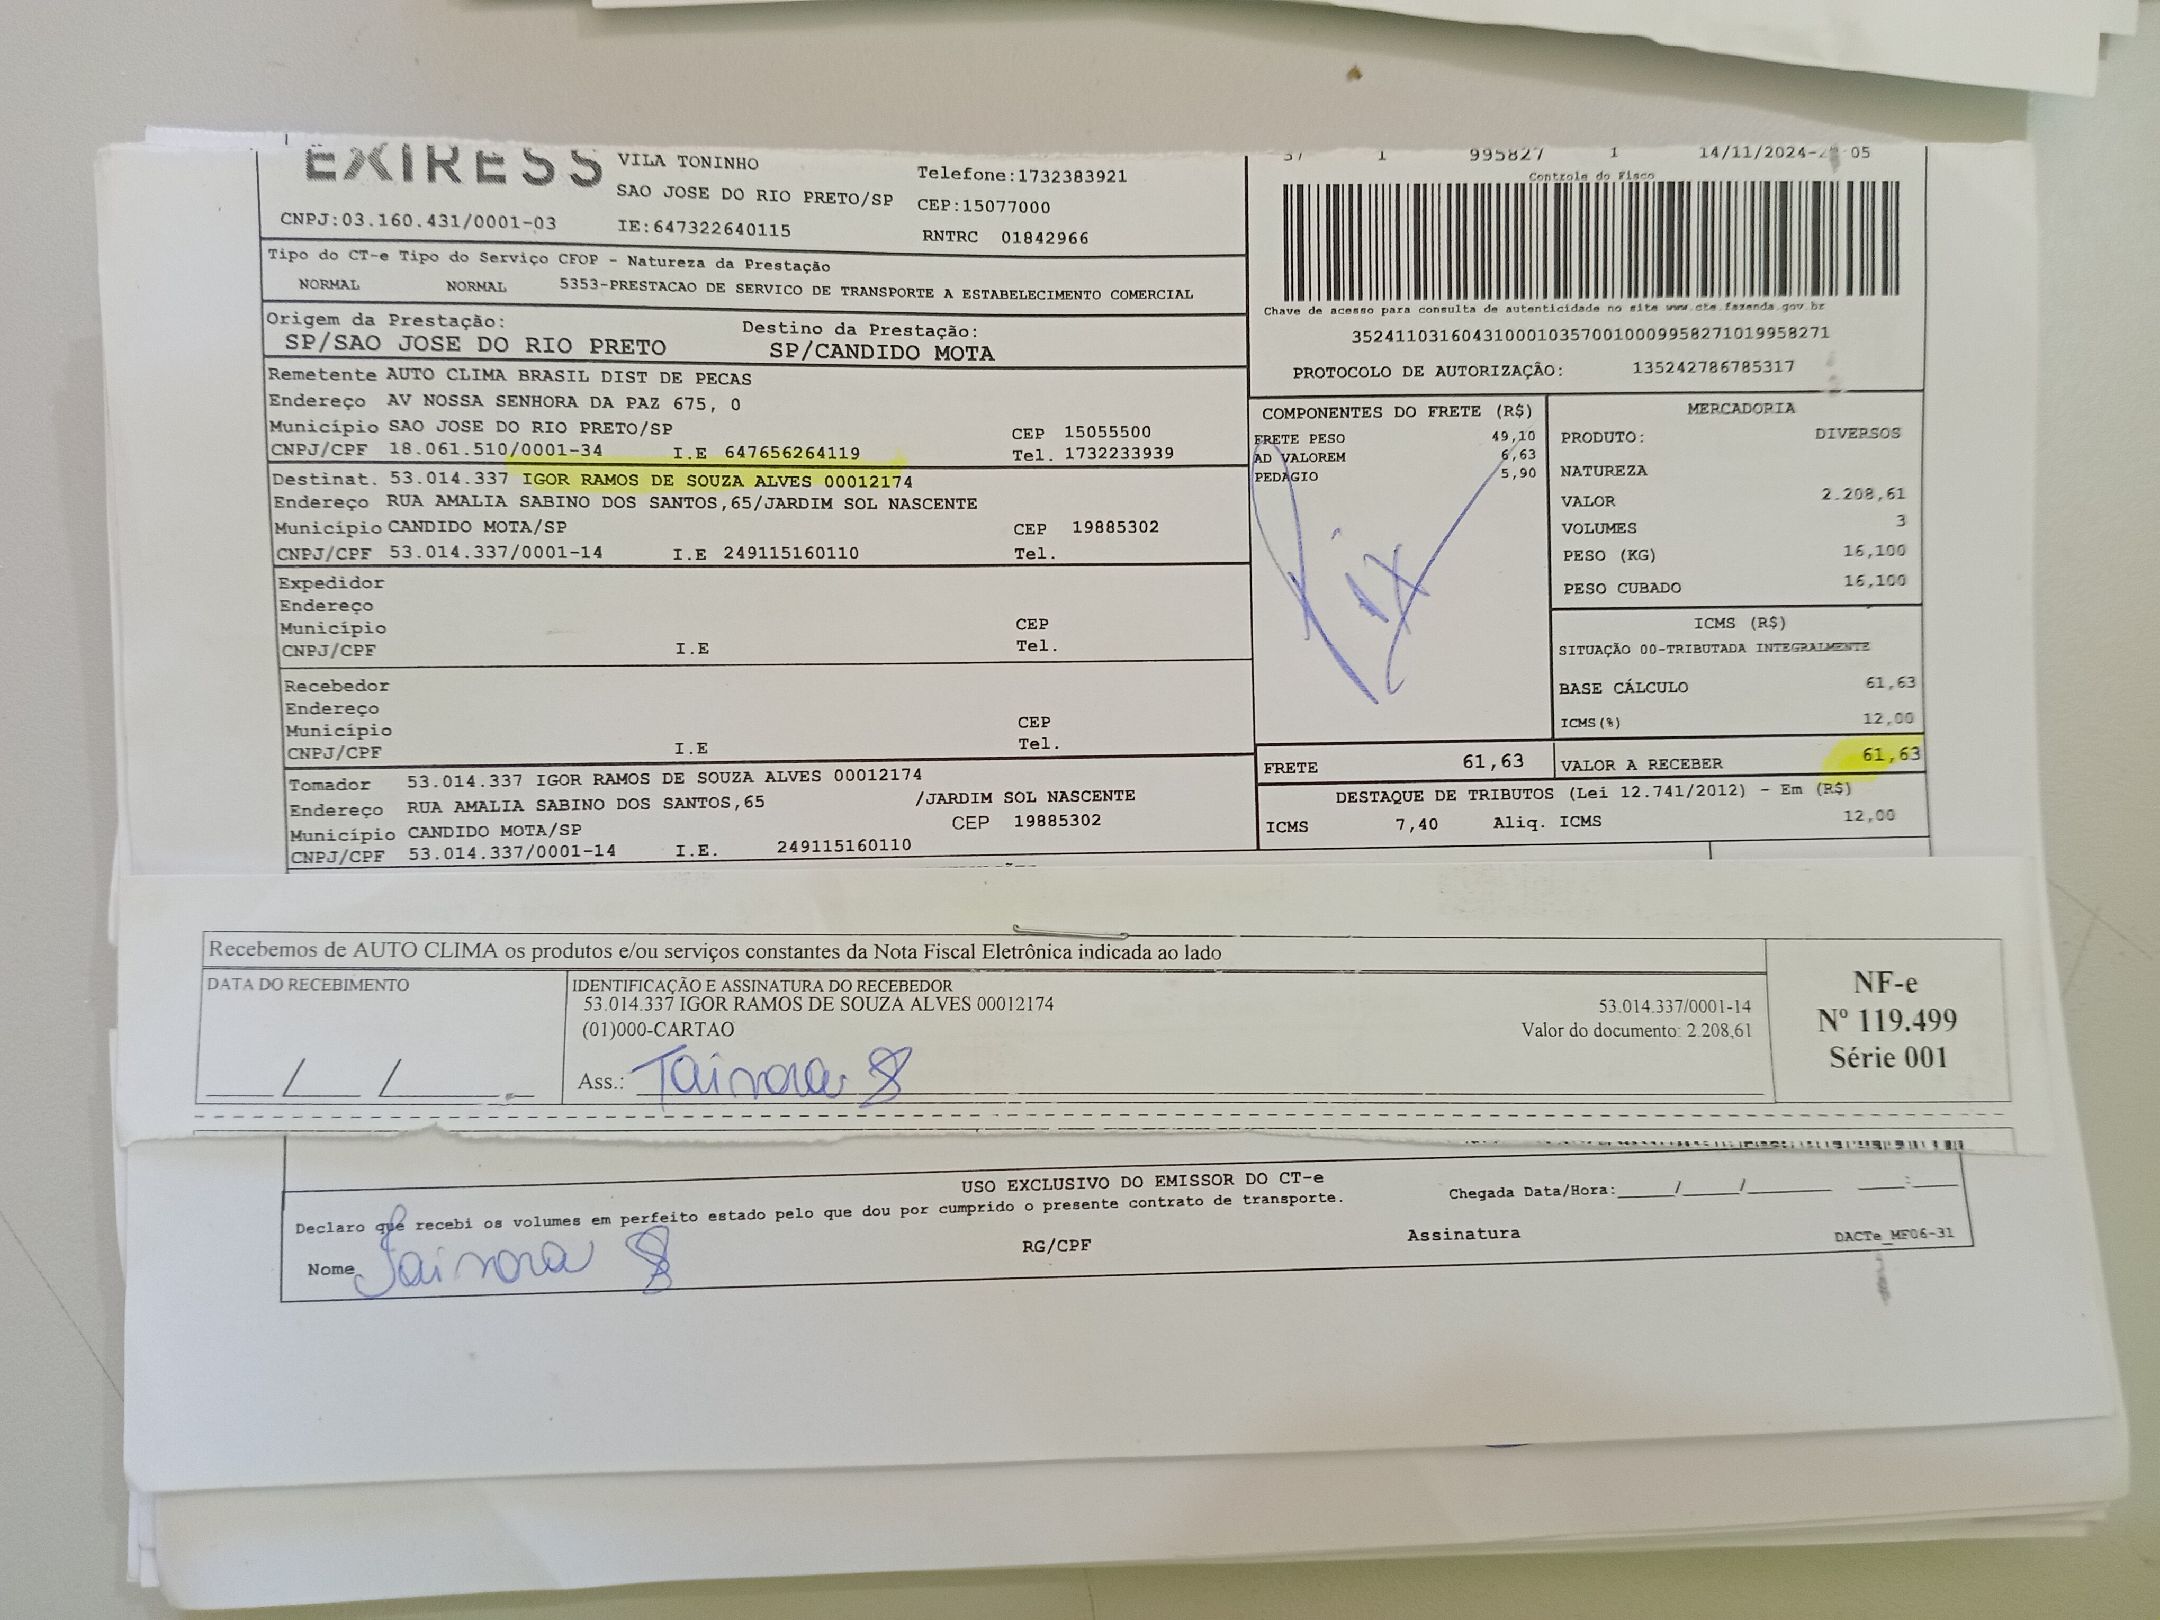 EXPRESS
VILA TONINHO
SAO JOSE DO RIO PRETO/SP
CNPJ:03.160.431/0001-03 IE:647322640115
Telefone:1732383921
CEP:15077000
RNTRC 01842966
57 1 995827 1 14/11/2024
Controle do Fisco
Chave de acesso para consulta de autenticidade no site www.cte.fazenda.gov.br
35241103160431000103570010009958271019958271
PROTOCOLO DE AUTORIZAÇÃO: 135242786785317
Tipo do CT-e Tipo do Serviço CFOP - Natureza da Prestação
NORMAL NORMAL 5353-PRESTACAO DE SERVICO DE TRANSPORTE A ESTABELECIMENTO COMERCIAL
Origem da Prestação: Destino da Prestação:
SP/SAO JOSE DO RIO PRETO SP/CANDIDO MOTA
Remetente AUTO CLIMA BRASIL DIST DE PECAS
Endereço AV NOSSA SENHORA DA PAZ 675, 0
Município SAO JOSE DO RIO PRETO/SP CEP 15055500
CNPJ/CPF 18.061.510/0001-34 I.E 647656264119 Tel. 1732233939
Destinat. 53.014.337 IGOR RAMOS DE SOUZA ALVES 00012174
Endereço RUA AMALIA SABINO DOS SANTOS,65/JARDIM SOL NASCENTE
Município CANDIDO MOTA/SP CEP 19885302
CNPJ/CPF 53.014.337/0001-14 I.E 249115160110 Tel.
Expedidor
Endereço
Município CEP
CNPJ/CPF I.E Tel.
Recebedor
Endereço
Município CEP
CNPJ/CPF I.E Tel.
Tomador 53.014.337 IGOR RAMOS DE SOUZA ALVES 00012174
Endereço RUA AMALIA SABINO DOS SANTOS,65 /JARDIM SOL NASCENTE
Município CANDIDO MOTA/SP CEP 19885302
CNPJ/CPF 53.014.337/0001-14 I.E. 249115160110
COMPONENTES DO FRETE (R$)
FRETE PESO 49,10
AD VALOREM 6,63
PEDAGIO 5,90
Pix
MERCADORIA
PRODUTO: DIVERSOS
NATUREZA
VALOR 2.208,61
VOLUMES 3
PESO (KG) 16,100
PESO CUBADO 16,100
ICMS (R$)
SITUAÇÃO 00-TRIBUTADA INTEGRALMENTE
BASE CÁLCULO 61,63
ICMS(%) 12,00
FRETE 61,63 VALOR A RECEBER 61,63
DESTAQUE DE TRIBUTOS (Lei 12.741/2012) - Em (R$)
ICMS 7,40 Aliq. ICMS 12,00
Recebemos de AUTO CLIMA os produtos e/ou serviços constantes da Nota Fiscal Eletrônica indicada ao lado
DATA DO RECEBIMENTO
IDENTIFICAÇÃO E ASSINATURA DO RECEBEDOR
53.014.337 IGOR RAMOS DE SOUZA ALVES 00012174 53.014.337/0001-14
(01)000-CARTAO Valor do documento: 2.208,61
Ass.: Tainara
NF-e
Nº 119.499
Série 001
USO EXCLUSIVO DO EMISSOR DO CT-e
Declaro que recebi os volumes em perfeito estado pelo que dou por cumprido o presente contrato de transporte.
Chegada Data/Hora:____/____/______ ____:____
Nome Tainara RG/CPF Assinatura
DACTe_MF06-31